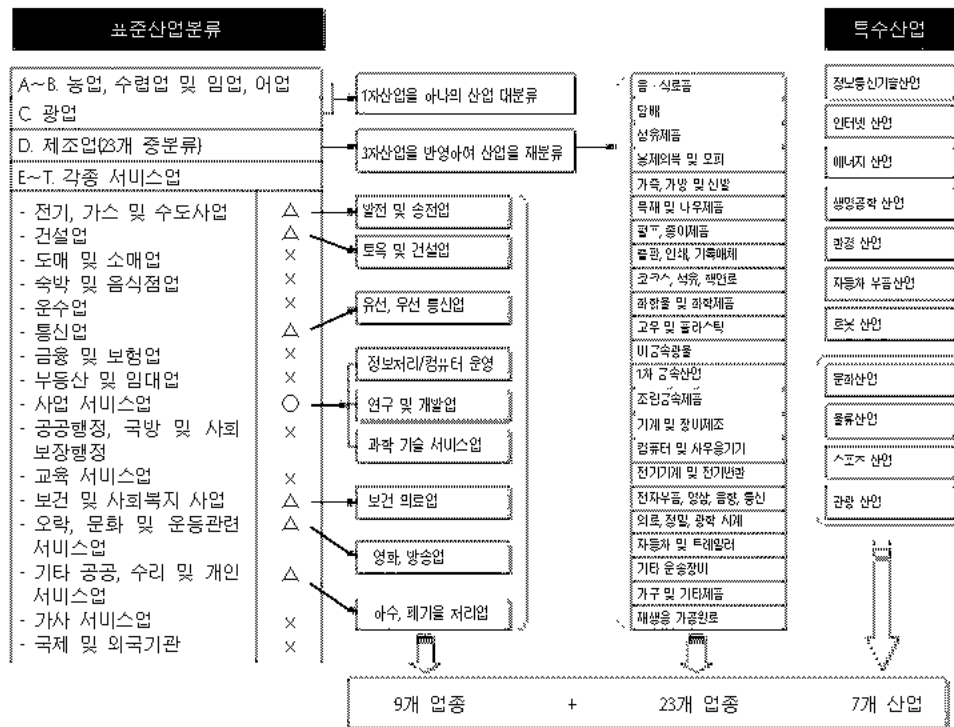 표준산업분류
A~B. 농업, 수렵업 및 임업, 어업
C 광업
D. 제조업(23개 중분류)
E~T. 각종 서비스업
- 전기, 가스 및 수도사업 △
- 건설업 △
- 도매 및 소매업 ×
- 숙박 및 음식점업 ×
- 운수업 ×
- 통신업 △
- 금융 및 보험업 ×
- 부동산 및 임대업 ×
- 사업 서비스업 ○
- 공공행정, 국방 및 사회 ×
보장행정
- 교육 서비스업 ×
- 보건 및 사회복지 사업 △
- 오락, 문화 및 운동관련 △
서비스업
- 기타 공공, 수리 및 개인 △
서비스업
- 가사 서비스업 ×
- 국제 및 외국기관 ×
1차산업을 하나의 산업 대분류
3차산업을 반영하여 산업을 재분류
발전 및 송전업
토목 및 건설업
유선, 무선 통신업
정보처리/컴퓨터 운영
연구 및 개발업
과학 기술 서비스업
보건 의료업
영화, 방송업
하수, 폐기물 처리업
음·식료품
담배
섬유제품
봉제의복 및 모피
가죽, 가방 및 신발
목재 및 나무제품
펄프, 종이제품
출판, 인쇄, 기록매체
코크스, 석유, 핵연료
화합물 및 화학제품
고무 및 플라스틱
비금속광물
1차 금속산업
조립금속제품
기계 및 장비제조
컴퓨터 및 사무용기기
전기기계 및 전기변환
전자부품, 영상, 음향, 통신
의료, 정밀, 광학 시계
자동차 및 트레일러
기타 운송장비
가구 및 기타제품
재생용 가공원료
특수산업
정보통신기술산업
인터넷 산업
에너지 산업
생명공학 산업
환경 산업
자동차 부품산업
로봇 산업
문화산업
물류산업
스포츠 산업
관광 산업
9개 업종 + 23개 업종 7개 산업